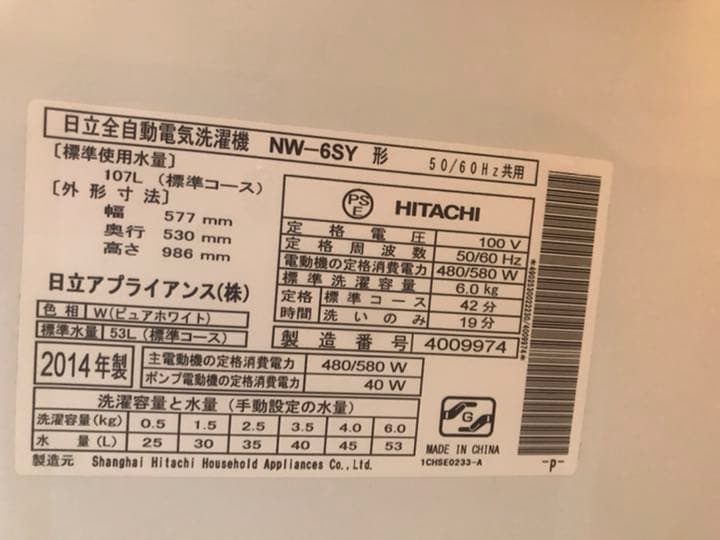 日立全自動電気洗濯機 NW-6SY 形 50/60Hz共用
[標準使用水量]
107L (標準コース)
[外形寸法]
幅 577 mm
奥行 530 mm
高さ 986 mm
日立アプライアンス(株)
色相 W(ピュアホワイト)
標準水量 53L (標準コース)
PS
E
HITACHI
定格電圧 100 V
定格周波数 50/60 Hz
電動機の定格消費電力 480/580 W
標準洗濯容量 6.0 kg
定格時間 標準コース 42分
洗いのみ 19分
製造番号 4009974
2014年製
主電動機の定格消費電力 480/580 W
ポンプ電動機の定格消費電力 40 W
洗濯容量と水量 (手動設定の水量)
洗濯容量(kg) 0.5 1.5 2.5 3.5 4.0 6.0
水量(L) 25 30 35 40 45 53
製造元 Shanghai Hitachi Household Appliances Co.,Ltd.
G
MADE IN CHINA
1CHSE0233-A
-p-